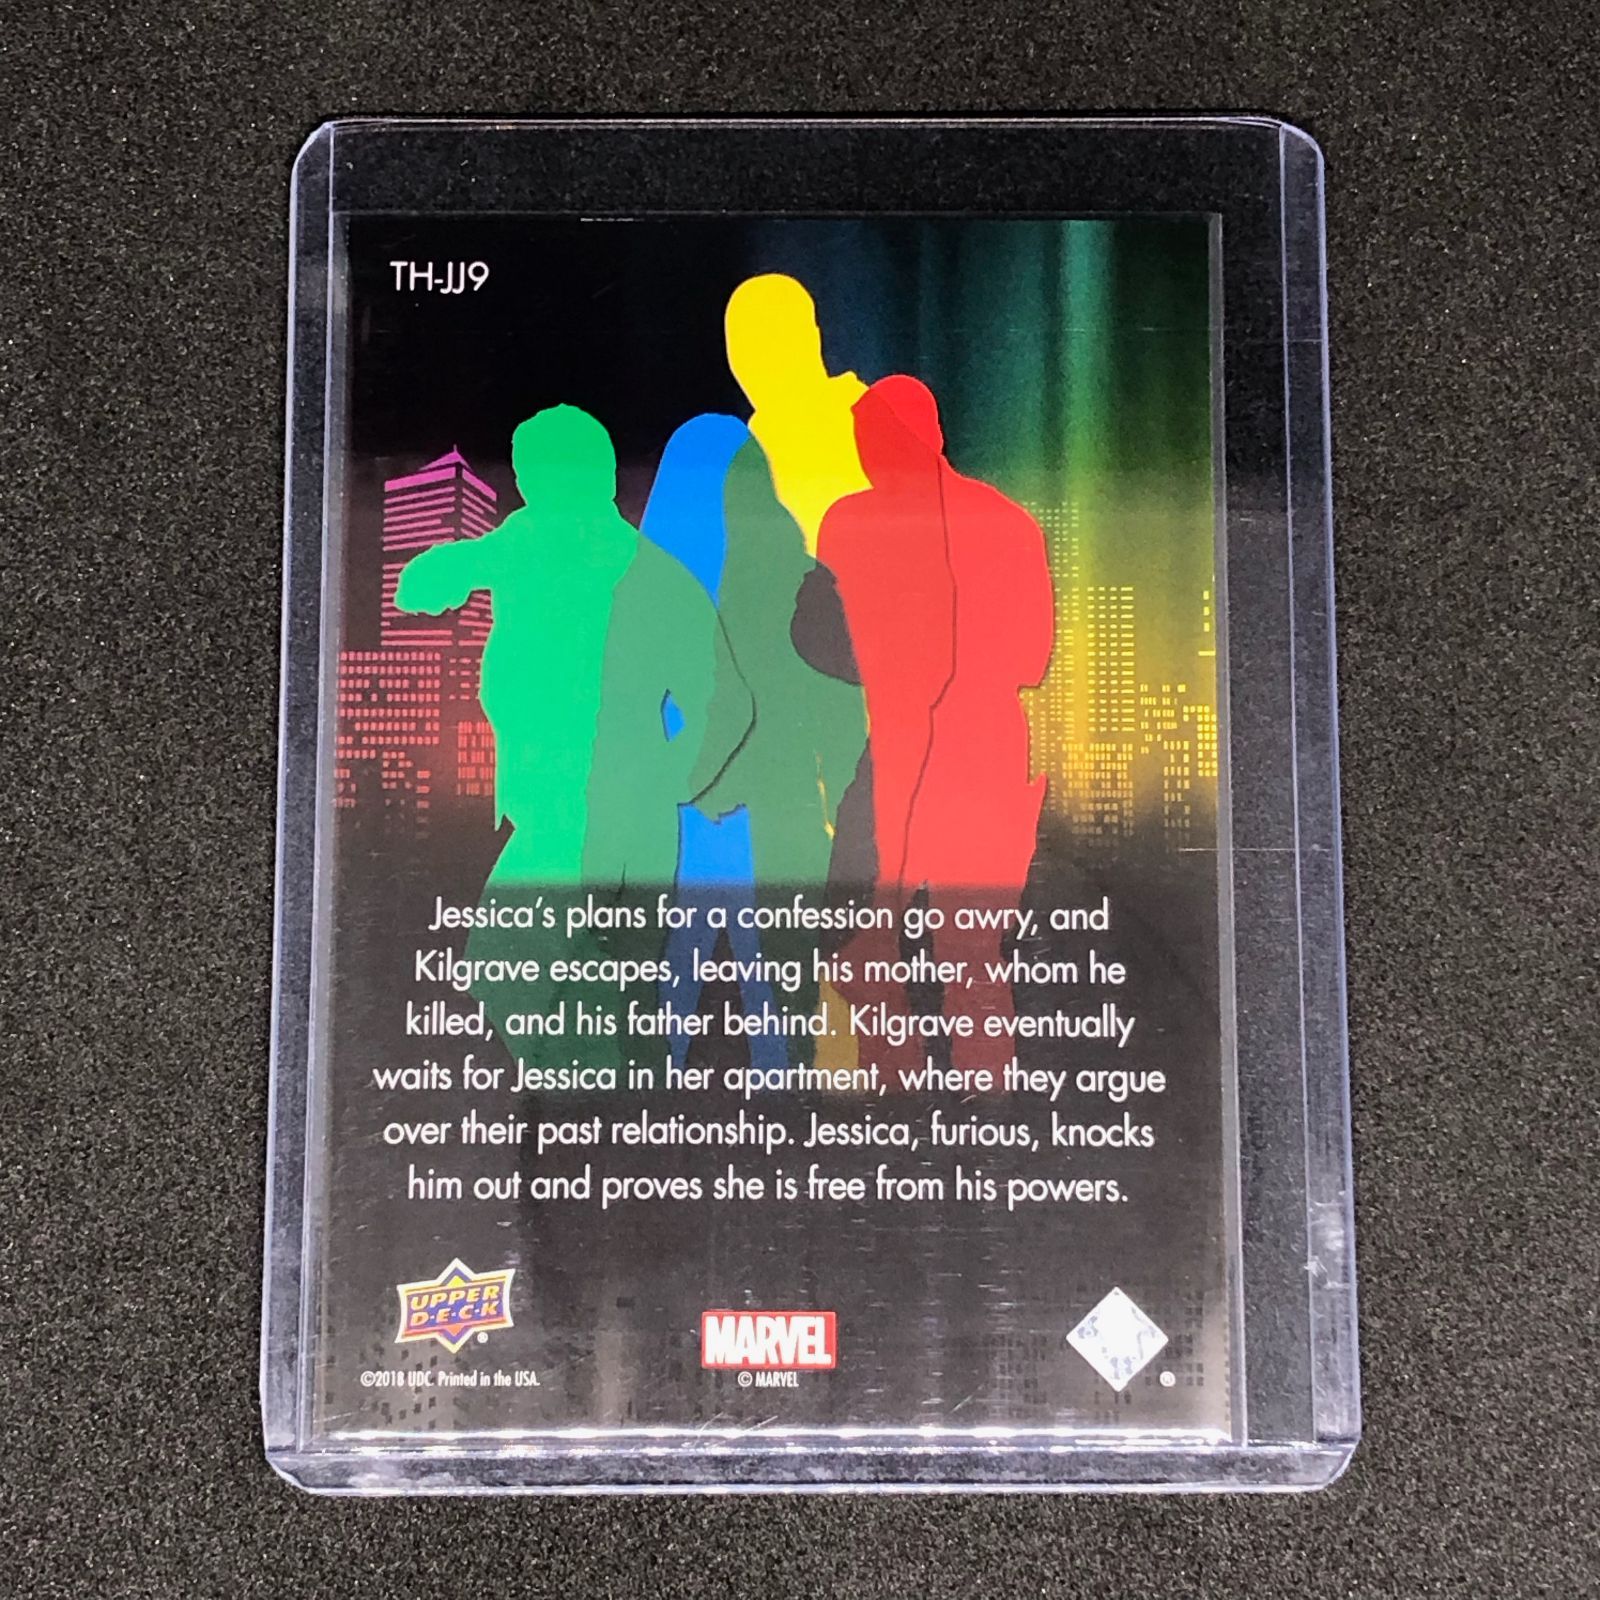 TH-JJ9
Jessica's plans for a confession go awry, and
Kilgrave escapes, leaving his mother, whom he
killed, and his father behind. Kilgrave eventually
waits for Jessica in her apartment, where they argue
over their past relationship. Jessica, furious, knocks
him out and proves she is free from his powers.
UPPER
D·E·C·K
®
©2018 UDC. Printed in the USA.
MARVEL
© MARVEL
®